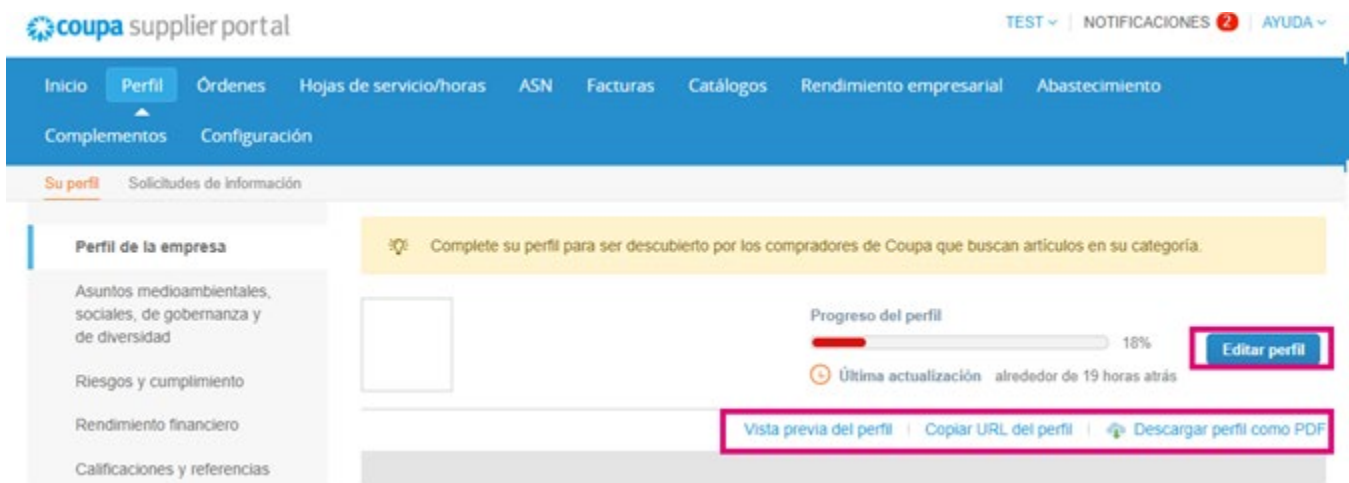 coupa supplier portal
TEST NOTIFICACIONES 2 AYUDA
Inicio Perfil Órdenes Hojas de servicio/horas ASN Facturas Catálogos Rendimiento empresarial Abastecimiento
Complementos Configuración
Su perfil Solicitudes de información
Perfil de la empresa
Asuntos medioambientales,
sociales, de gobernanza y
de diversidad
Riesgos y cumplimiento
Rendimiento financiero
Calificaciones y referencias
Complete su perfil para ser descubierto por los compradores de Coupa que buscan artículos en su categoría.
Progreso del perfil
18%
Editar perfil
Última actualización alrededor de 19 horas atrás
Vista previa del perfil | Copiar URL del perfil | Descargar perfil como PDF